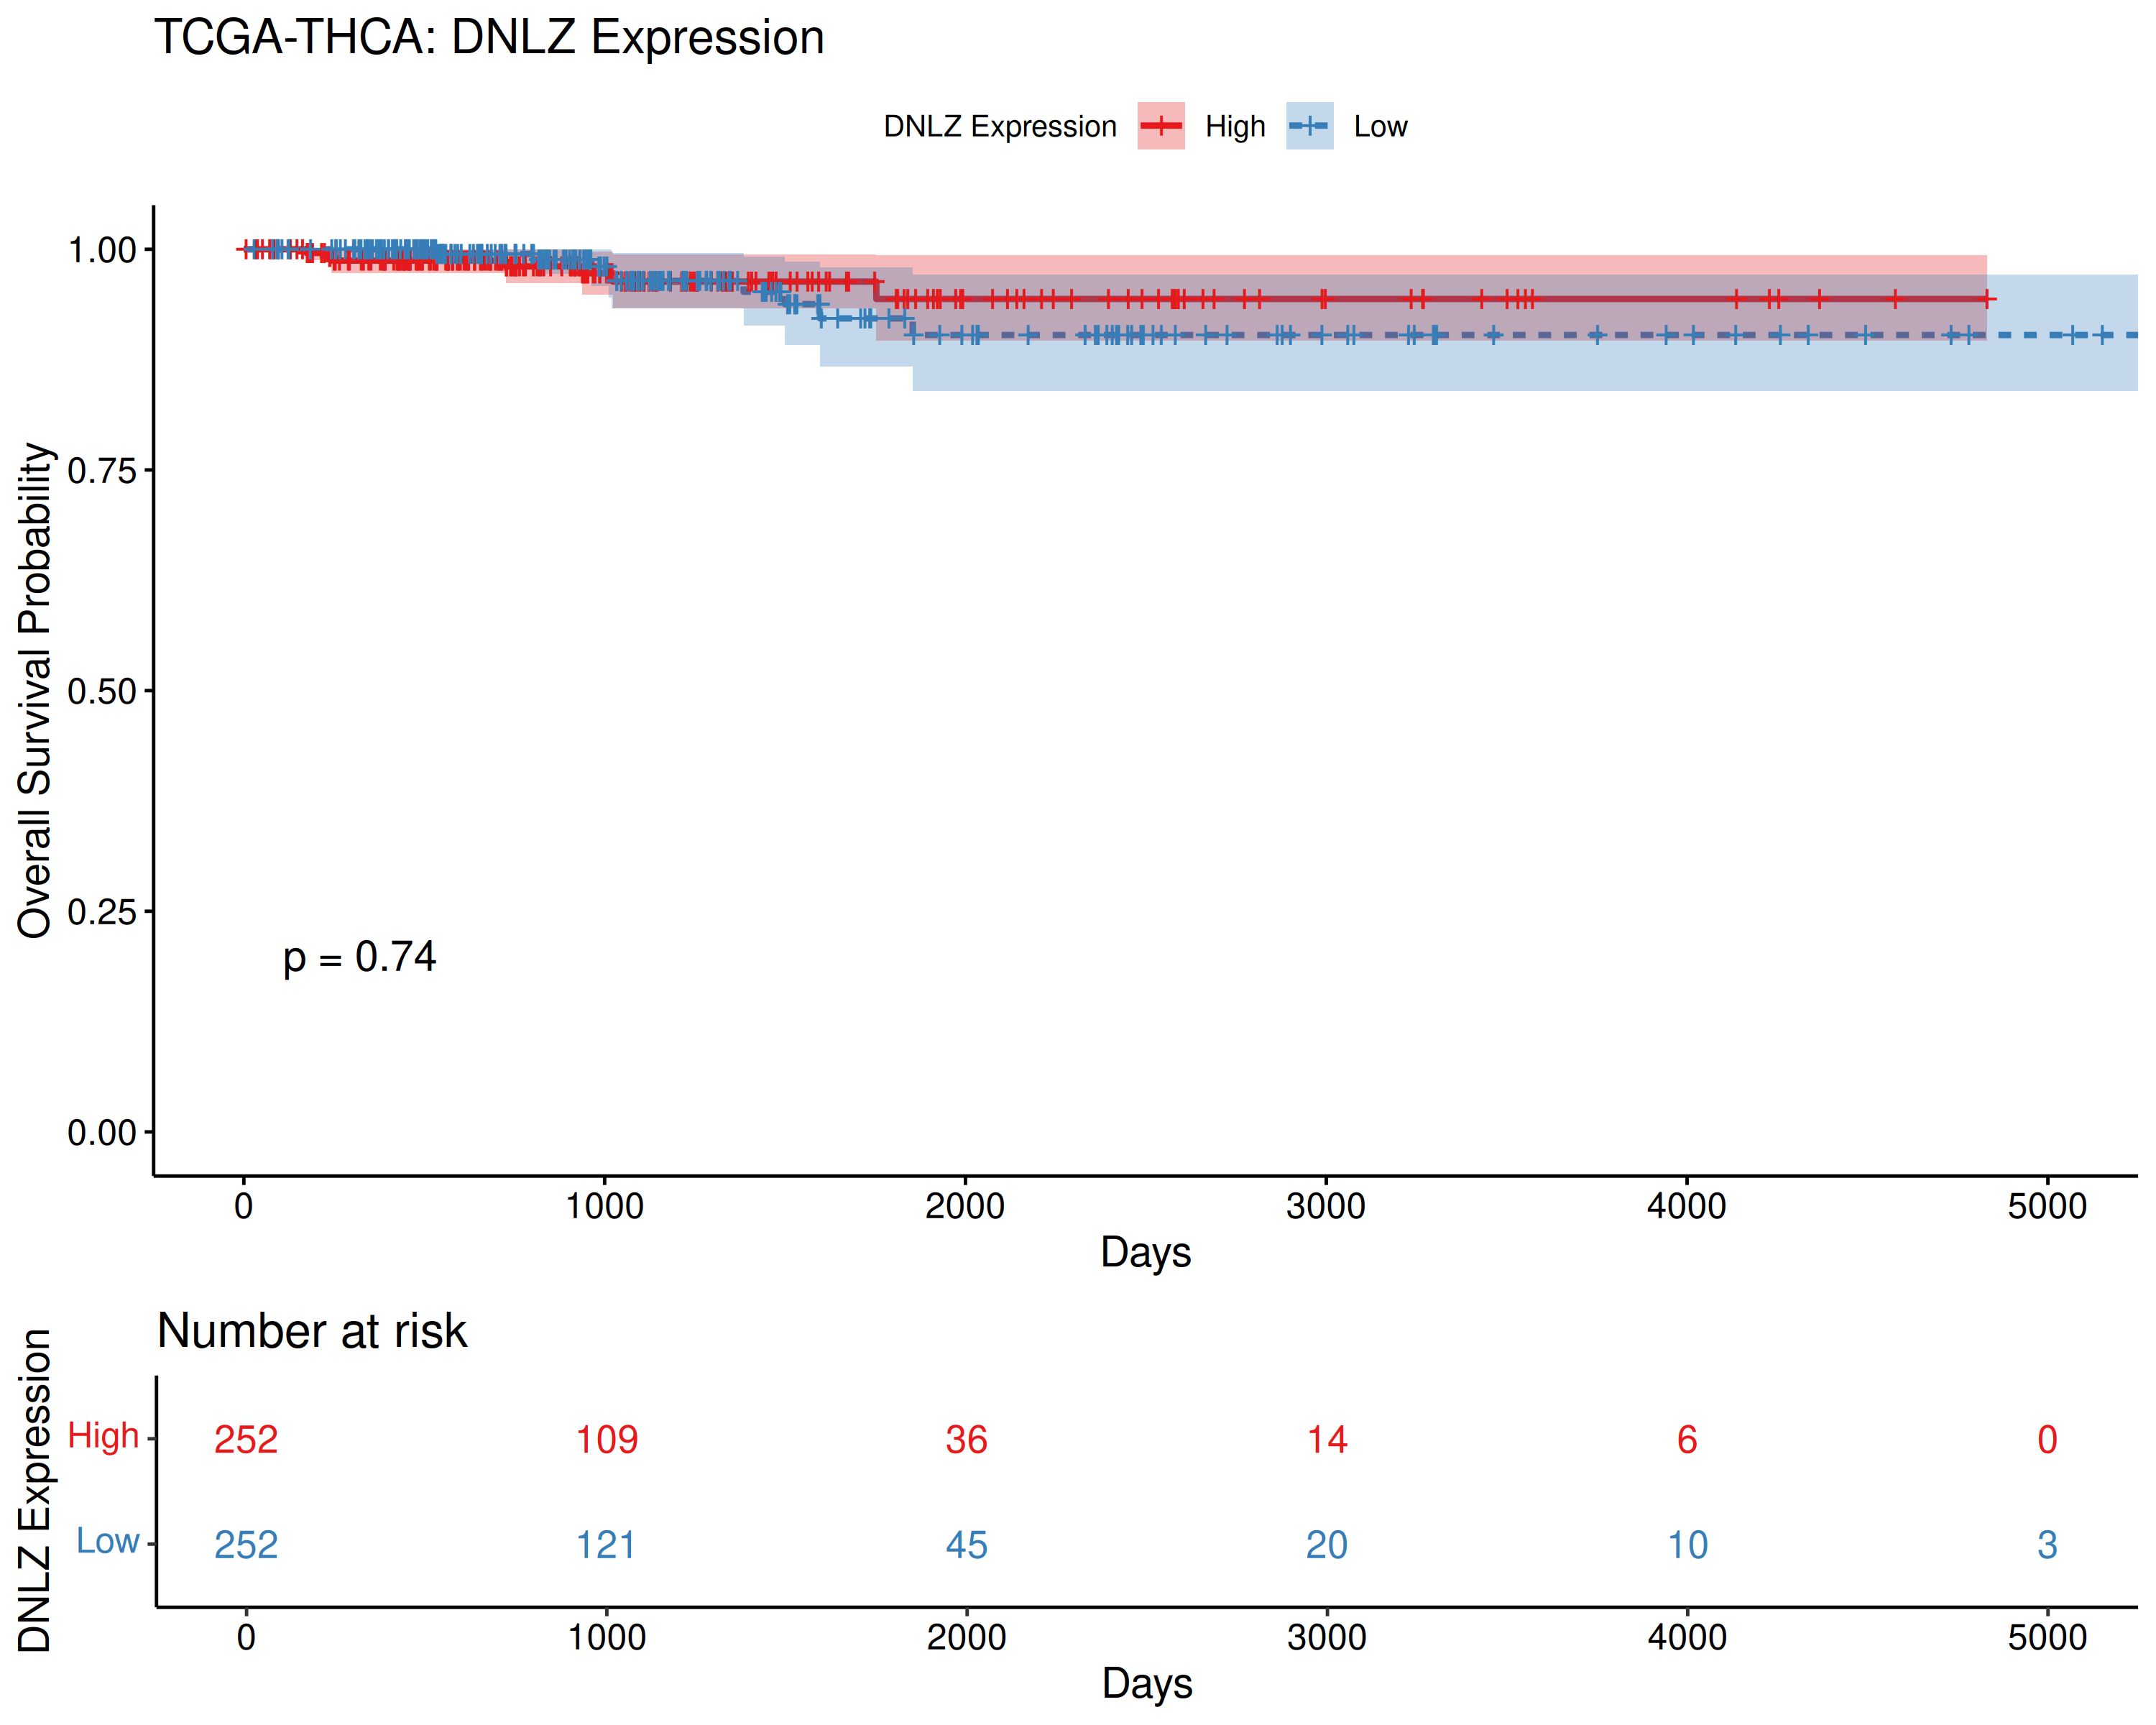 TCGA-THCA: DNLZ Expression
DNLZ Expression High Low
Overall Survival Probability
1.00
0.75
0.50
0.25
0.00
p = 0.74
0 1000 2000 3000 4000 5000
Days
Number at risk
DNLZ Expression
High 252 109 36 14 6 0
Low 252 121 45 20 10 3
0 1000 2000 3000 4000 5000
Days